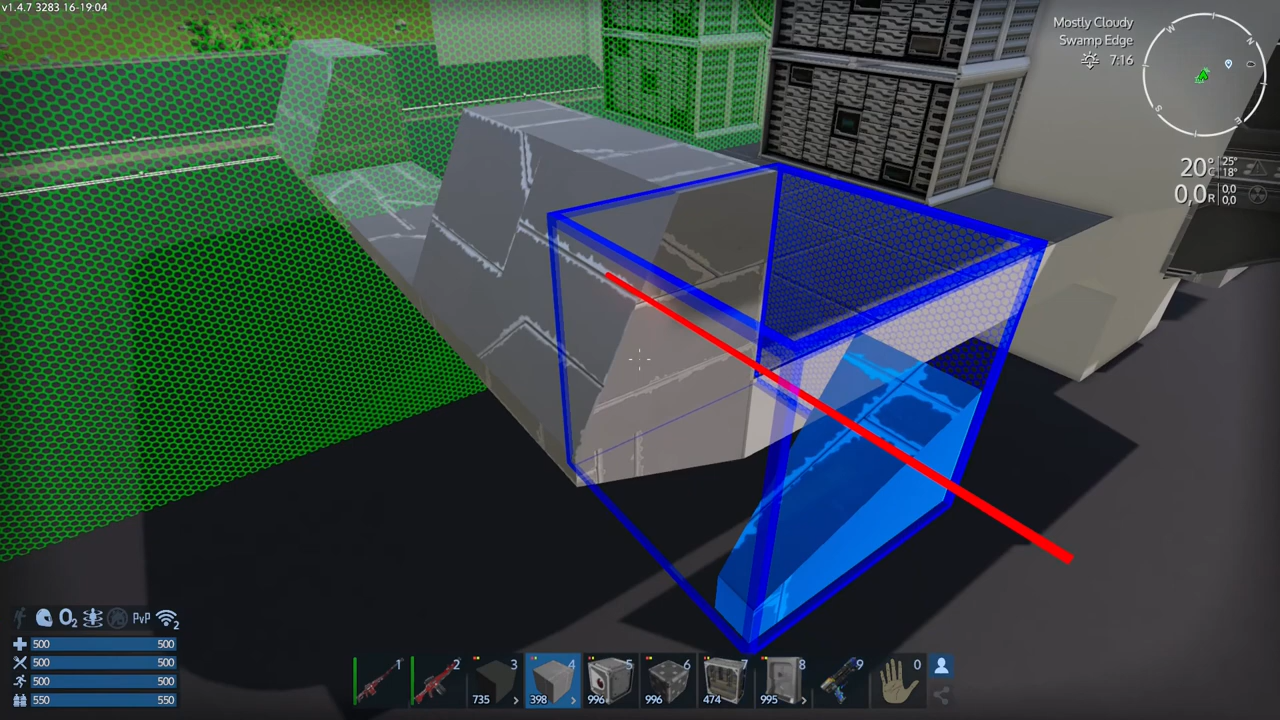 v1.4.7 3283 16-19:04
Mostly Cloudy
Swamp Edge
7:16
W
N
S
E
20°C 25° 18°
0,0R 0,0 0,0
O2 PvP 2
500 500
500 500
500 500
550 550
1 2 3 4 5 6 7 8 9 0
735 398 996 996 474 995